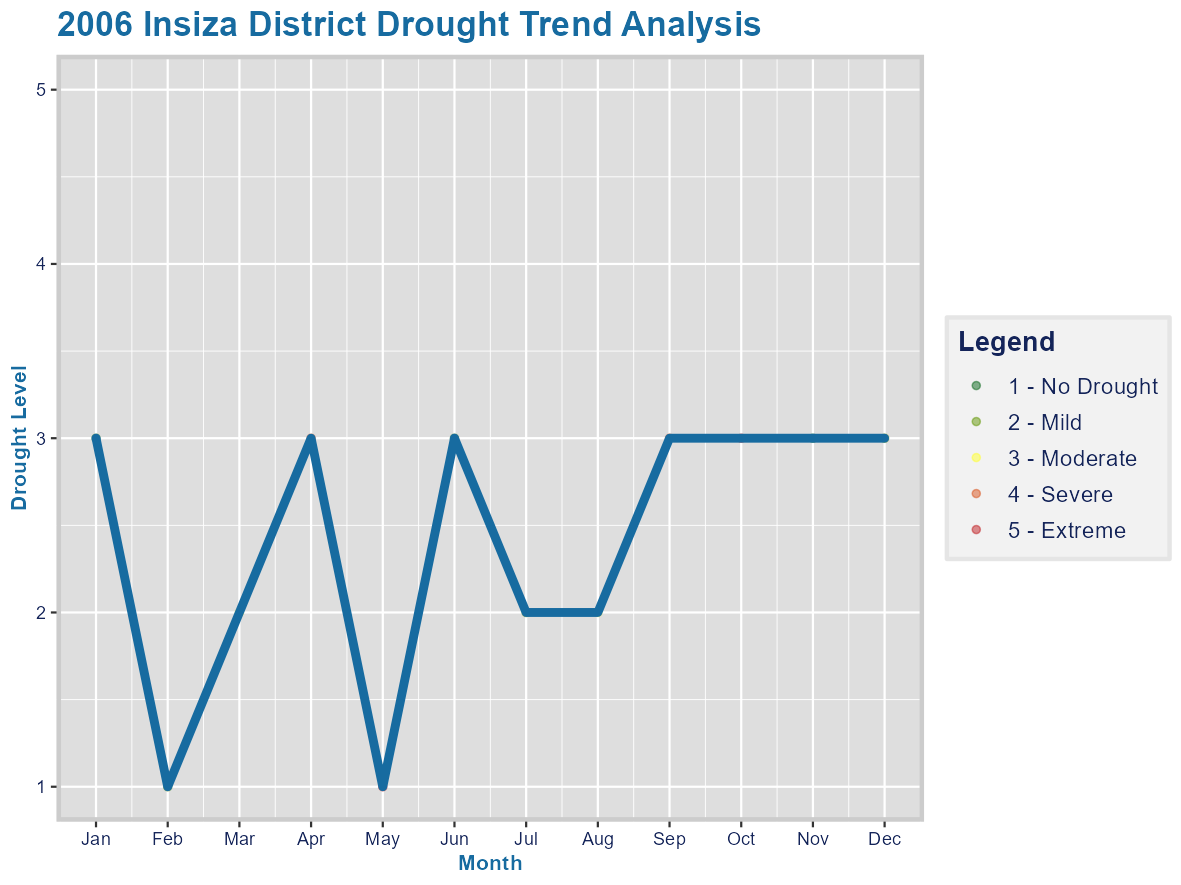 2006 Insiza District Drought Trend Analysis
Drought Level
5
4
3
2
1
Jan Feb Mar Apr May Jun Jul Aug Sep Oct Nov Dec
Month
Legend
1 - No Drought
2 - Mild
3 - Moderate
4 - Severe
5 - Extreme